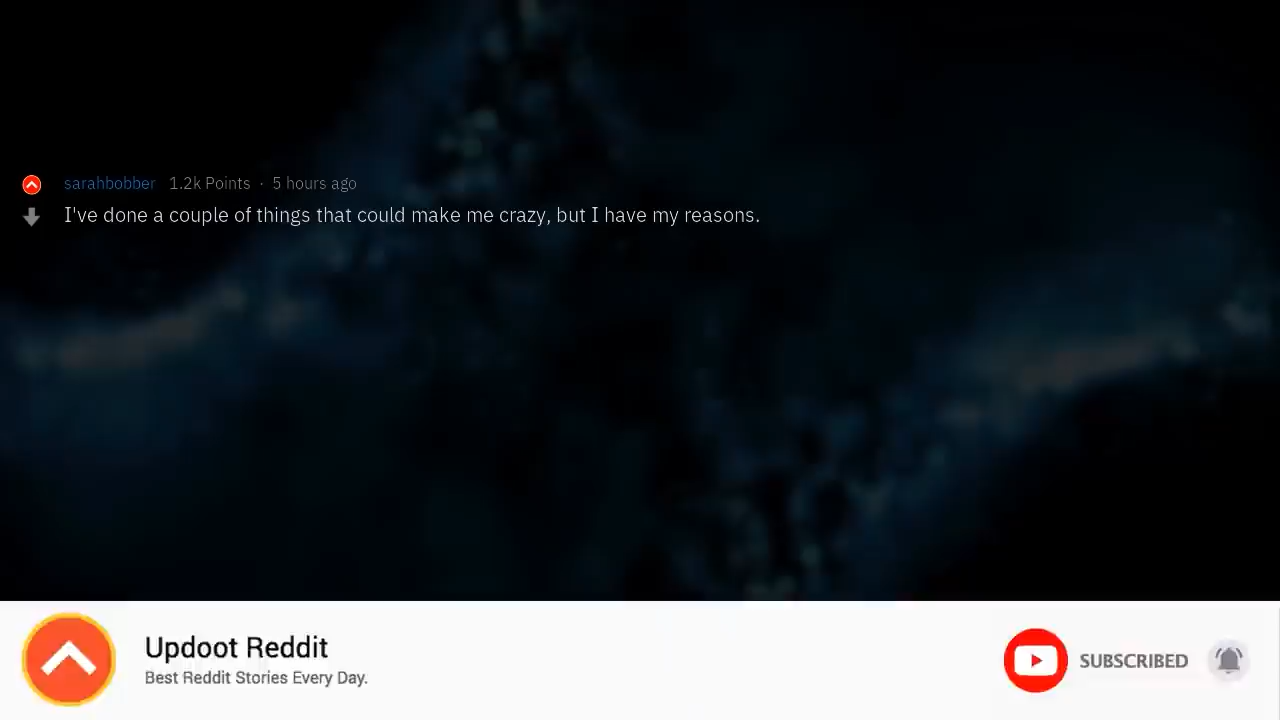 sarahbobber 1.2k Points · 5 hours ago
I've done a couple of things that could make me crazy, but I have my reasons.
Updoot Reddit
Best Reddit Stories Every Day.
SUBSCRIBED